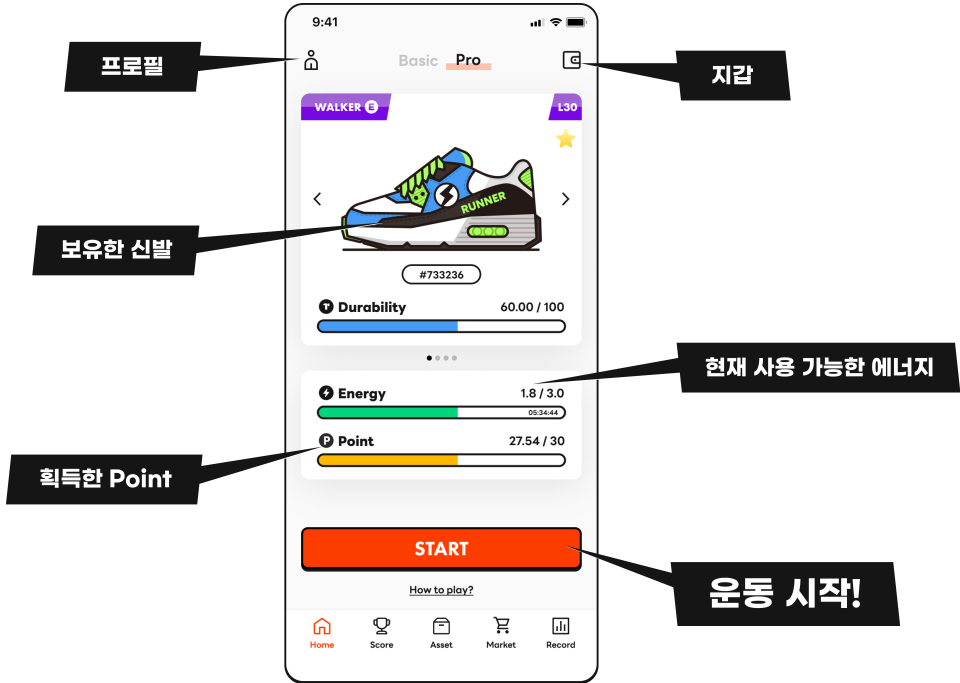 9:41
프로필
Basic Pro
지갑
WALKER E
L30
RUNNER
보유한 신발
#733236
Durability
60.00 / 100
현재 사용 가능한 에너지
Energy
1.8 / 3.0
05:34:44
P Point
27.54 / 30
획득한 Point
START
운동 시작!
How to play?
Home
Score
Asset
Market
Record